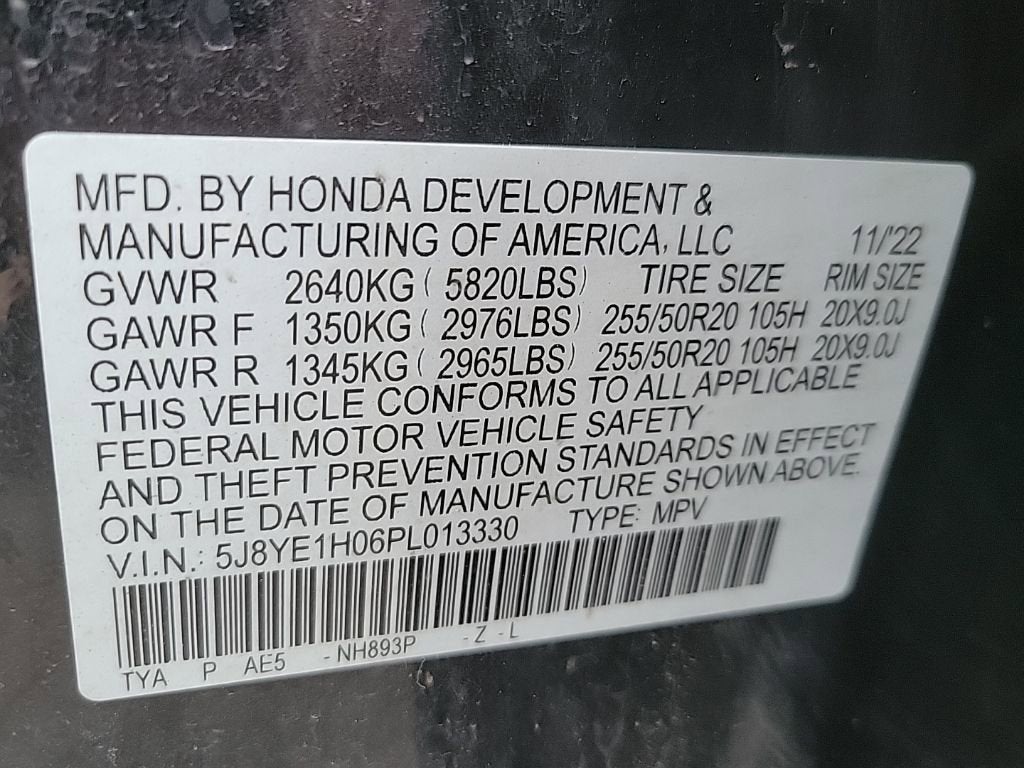 MFD. BY HONDA DEVELOPMENT &
MANUFACTURING OF AMERICA, LLC 11/'22
GVWR 2640KG ( 5820LBS) TIRE SIZE RIM SIZE
GAWR F 1350KG ( 2976LBS) 255/50R20 105H 20X9.0J
GAWR R 1345KG ( 2965LBS) 255/50R20 105H 20X9.0J
THIS VEHICLE CONFORMS TO ALL APPLICABLE
FEDERAL MOTOR VEHICLE SAFETY
AND THEFT PREVENTION STANDARDS IN EFFECT
ON THE DATE OF MANUFACTURE SHOWN ABOVE.
V.I.N.: 5J8YE1H06PL013330 TYPE: MPV
TYA P AE5 -NH893P -Z -L